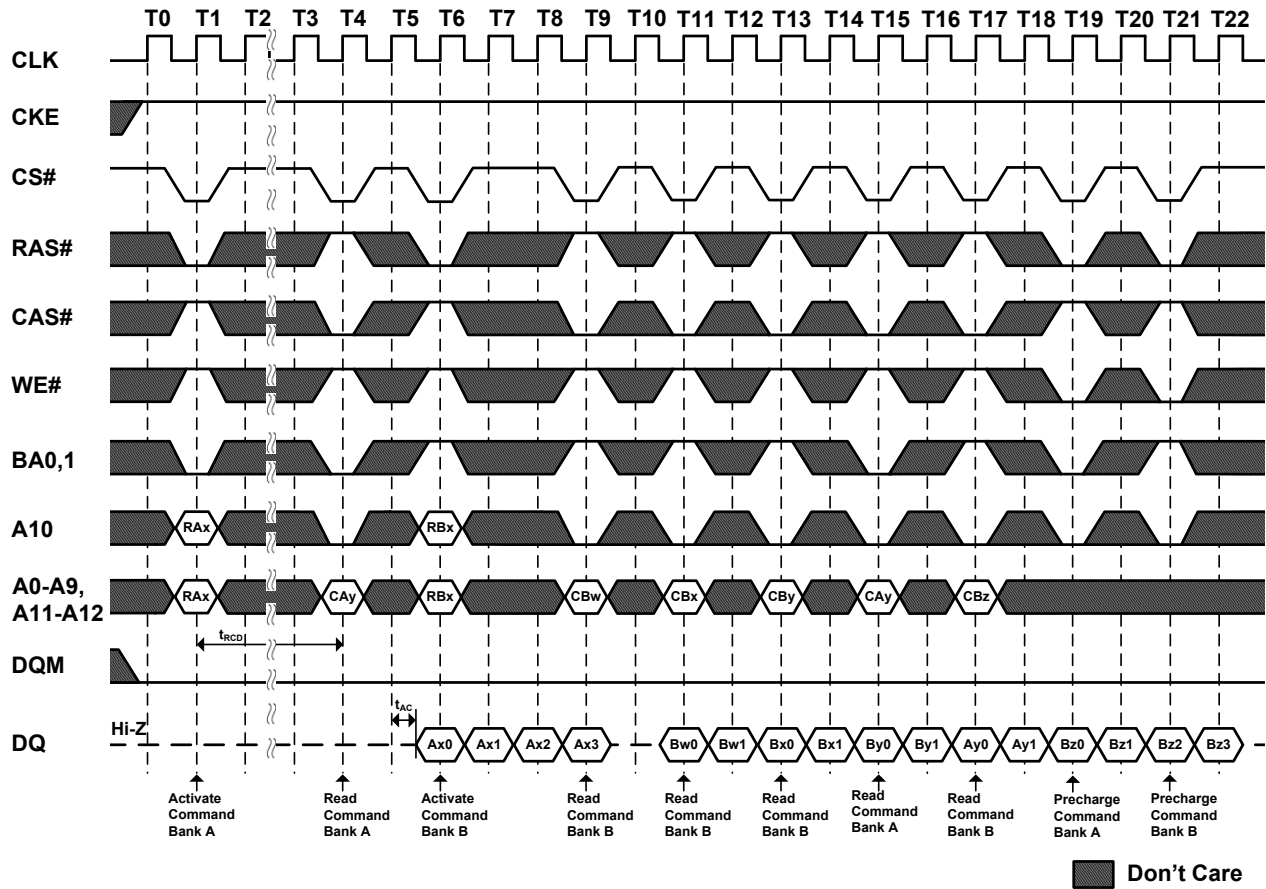 T0 T1 T2 T3 T4 T5 T6 T7 T8 T9 T10 T11 T12 T13 T14 T15 T16 T17 T18 T19 T20 T21 T22
CLK
CKE
CS#
RAS#
CAS#
WE#
BA0,1
A10 RAx RBx
A0-A9,
A11-A12 RAx CAy RBx CBw CBx CBy CAy CBz
tRCD
DQM
tAC
Hi-Z
DQ Ax0 Ax1 Ax2 Ax3 Bw0 Bw1 Bx0 Bx1 By0 By1 Ay0 Ay1 Bz0 Bz1 Bz2 Bz3
Activate
Command
Bank A
Read
Command
Bank A
Activate
Command
Bank B
Read
Command
Bank B
Read
Command
Bank B
Read
Command
Bank B
Read
Command
Bank A
Read
Command
Bank B
Precharge
Command
Bank A
Precharge
Command
Bank B
Don't Care